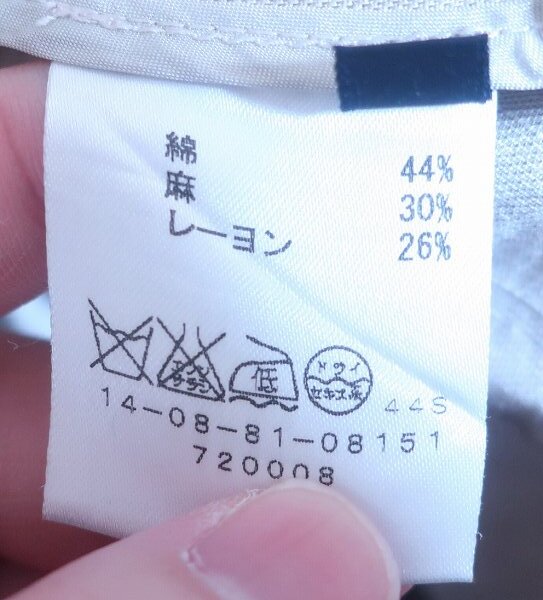 綿 44%
麻 30%
レーヨン 26%
エンソ
サラシ
低
ドライ
セキユ系
44S
14-08-81-08151
720008